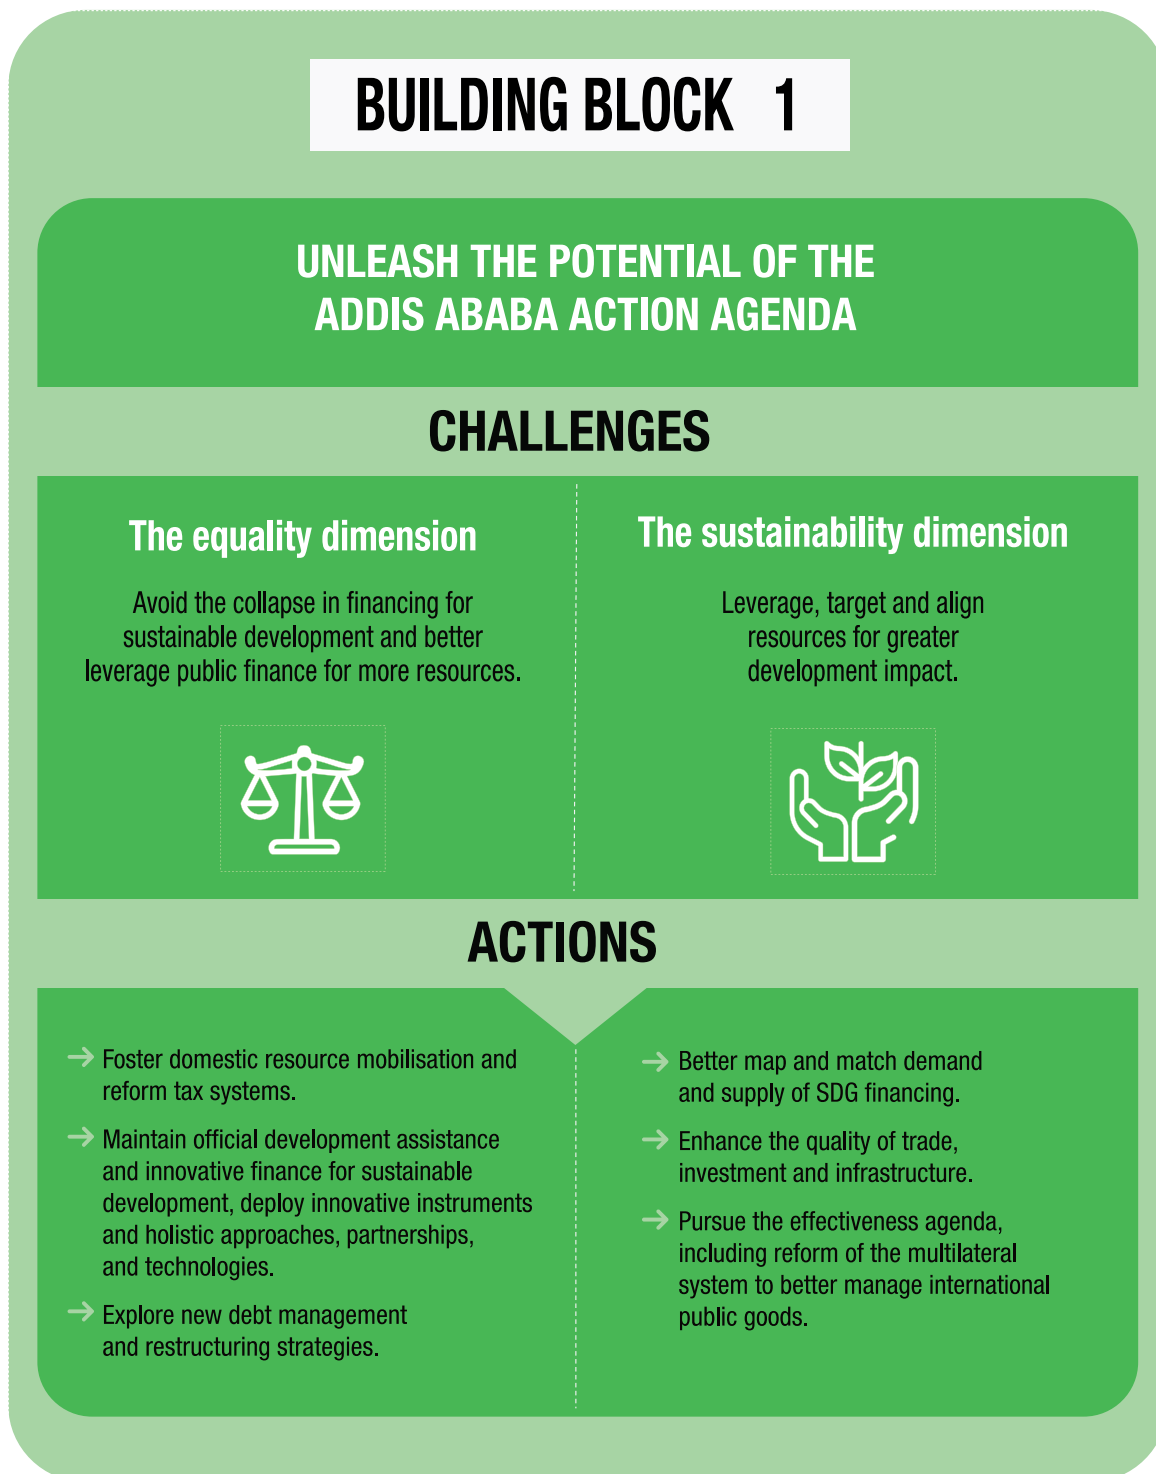 BUILDING BLOCK 1
UNLEASH THE POTENTIAL OF THE
ADDIS ABABA ACTION AGENDA
CHALLENGES
The equality dimension
Avoid the collapse in financing for
sustainable development and better
leverage public finance for more resources.
The sustainability dimension
Leverage, target and align
resources for greater
development impact.
ACTIONS
→ Foster domestic resource mobilisation and
reform tax systems.
→ Maintain official development assistance
and innovative finance for sustainable
development, deploy innovative instruments
and holistic approaches, partnerships,
and technologies.
→ Explore new debt management
and restructuring strategies.
→ Better map and match demand
and supply of SDG financing.
→ Enhance the quality of trade,
investment and infrastructure.
→ Pursue the effectiveness agenda,
including reform of the multilateral
system to better manage international
public goods.